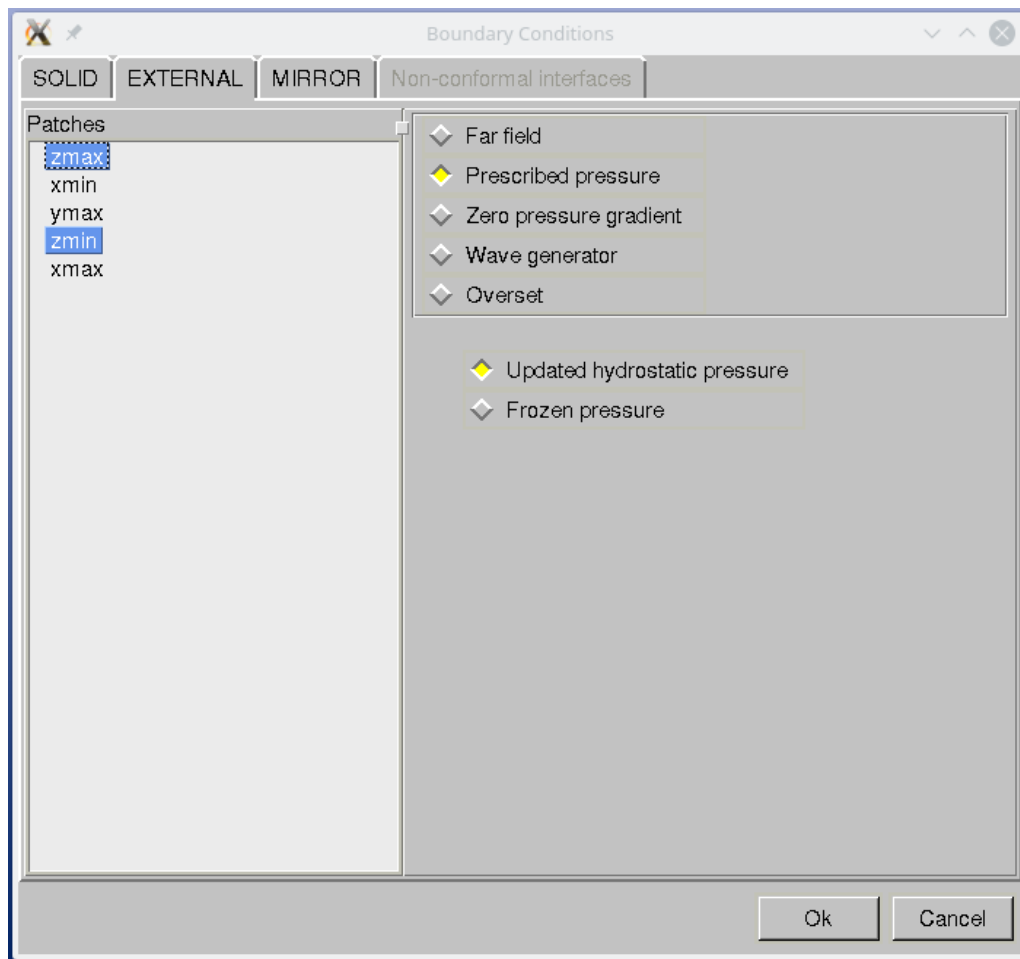 Boundary Conditions
SOLID EXTERNAL MIRROR Non-conformal interfaces
Patches
zmax
xmin
ymax
zmin
xmax
Far field
Prescribed pressure
Zero pressure gradient
Wave generator
Overset
Updated hydrostatic pressure
Frozen pressure
Ok Cancel